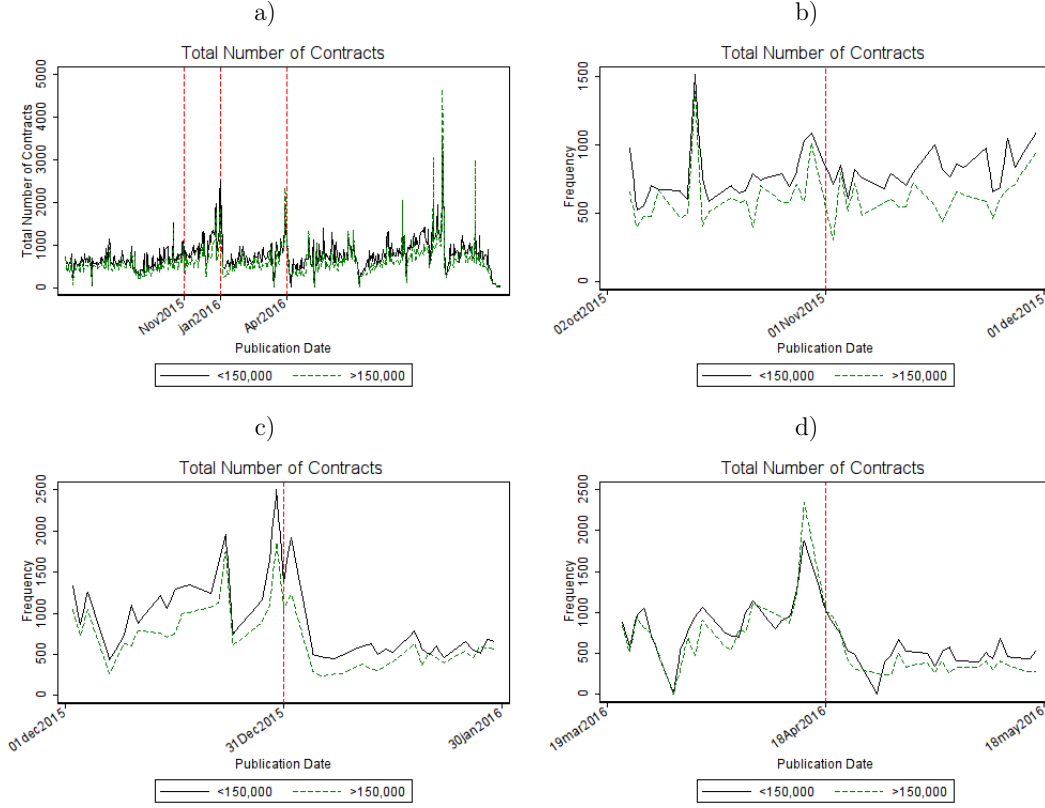 a)
Total Number of Contracts
Total Number of Contracts
5000
4000
3000
2000
1000
0
Nov2015
jan2016
Apr2016
Publication Date
<150,000
>150,000
b)
Total Number of Contracts
Frequency
1500
1000
500
0
02oct2015
01Nov2015
01dec2015
Publication Date
<150,000
>150,000
c)
Total Number of Contracts
Frequency
2500
2000
1500
1000
500
0
01dec2015
31Dec2015
30jan2016
Publication Date
<150,000
>150,000
d)
Total Number of Contracts
Frequency
2500
2000
1500
1000
500
0
19mar2016
18Apr2016
18may2016
Publication Date
<150,000
>150,000